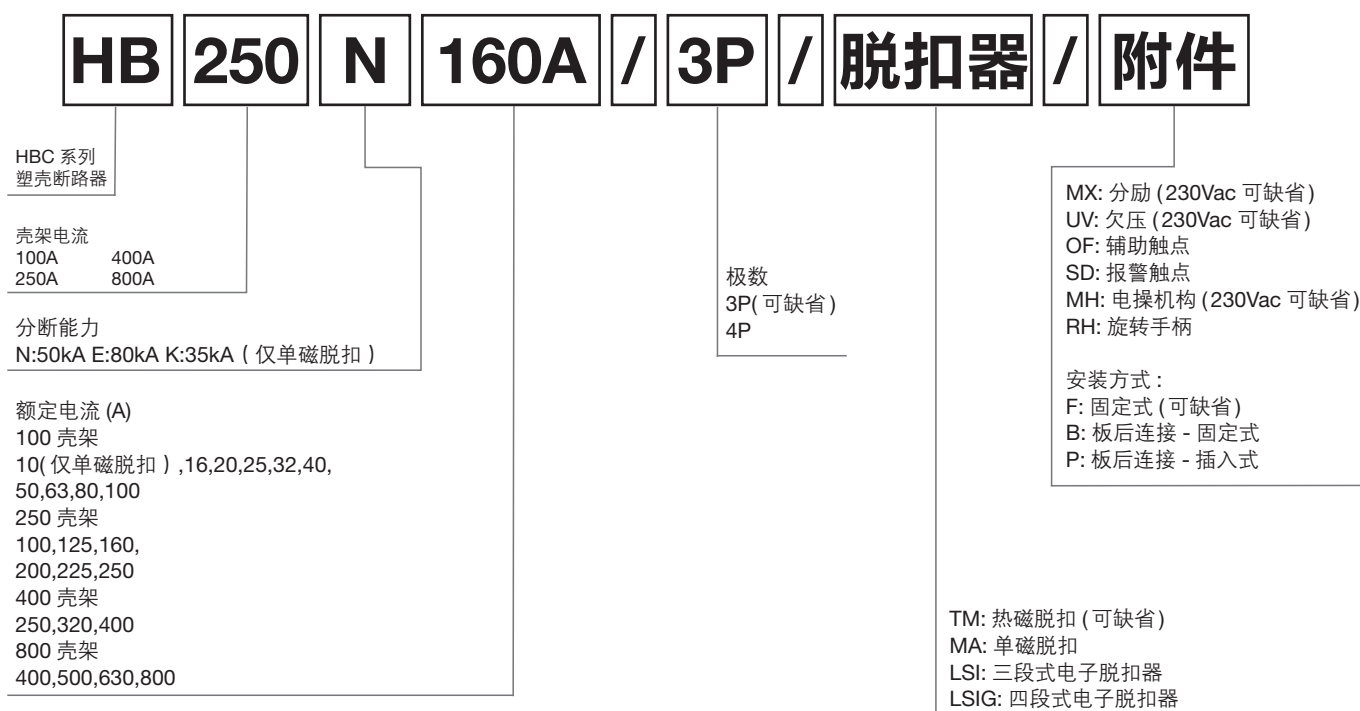 HB 250 N 160A / 3P / 脱扣器 / 附件
HBC 系列
塑壳断路器
壳架电流
100A 400A
250A 800A
分断能力
N:50kA E:80kA K:35kA ( 仅单磁脱扣 )
额定电流 (A)
100 壳架
10( 仅单磁脱扣 ) ,16,20,25,32,40,
50,63,80,100
250 壳架
100,125,160,
200,225,250
400 壳架
250,320,400
800 壳架
400,500,630,800
极数
3P( 可缺省 )
4P
TM: 热磁脱扣 ( 可缺省 )
MA: 单磁脱扣
LSI: 三段式电子脱扣器
LSIG: 四段式电子脱扣器
MX: 分励 (230Vac 可缺省 )
UV: 欠压 (230Vac 可缺省 )
OF: 辅助触点
SD: 报警触点
MH: 电操机构 (230Vac 可缺省 )
RH: 旋转手柄
安装方式 :
F: 固定式 ( 可缺省 )
B: 板后连接 - 固定式
P: 板后连接 - 插入式